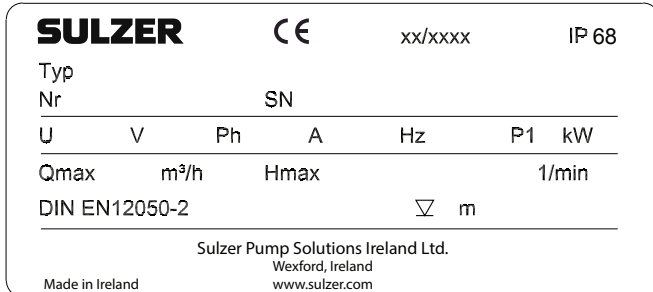 SULZER CE xx/xxxx IP 68
Typ
Nr SN
U V Ph A Hz P1 kW
Qmax m³/h Hmax 1/min
DIN EN12050-2 m
Sulzer Pump Solutions Ireland Ltd.
Wexford, Ireland
Made in Ireland www.sulzer.com